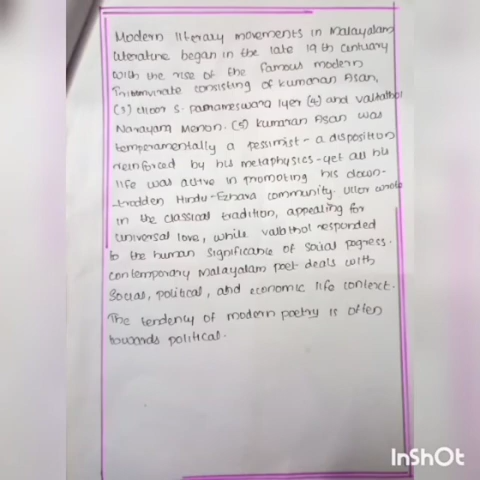 Modern literary movements in Malayalam
literature began in the late 19th century
with the rise of the famous modern
Triumvirate consisting of Kumaran Asan,
(3) Ulloor S. Parameswara Iyer (4) and Vallathol
Narayana Menon. (5) Kumaran Asan was
temperamentally a pessimist - a disposition
reinforced by his metaphysics - yet all his
life was active in promoting his down-
-trodden Hindu-Ezhava community. Ullor wrote
in the classical tradition, appealing for
universal love, while vallathol responded
to the human significance of social pogress.
contemporary Malayalam poet deals with
Social, political, and economic life context.
The tendency of modern poetry is often
towards political.
InShOt